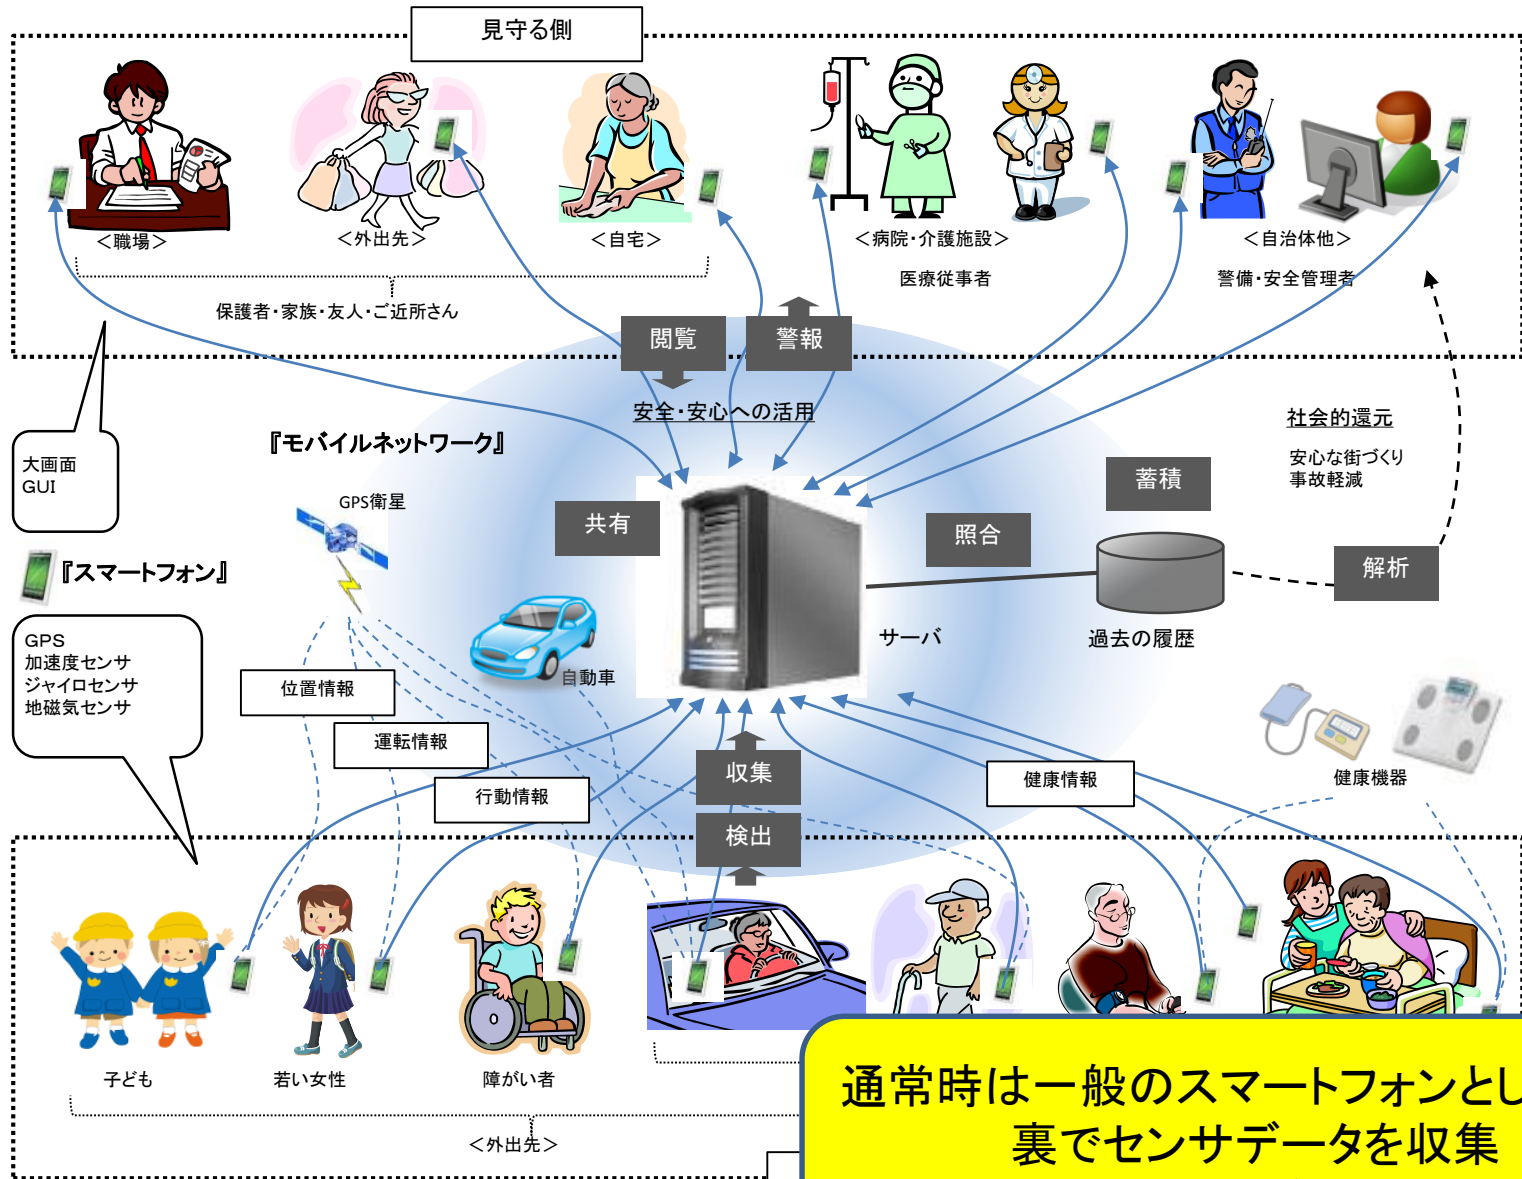 見守る側
＜職場＞
＜外出先＞
＜自宅＞
＜病院・介護施設＞
＜自治体他＞
医療従事者
警備・安全管理者
保護者・家族・友人・ご近所さん
閲覧
警報
安全・安心への活用
『モバイルネットワーク』
社会的還元
安心な街づくり
事故軽減
大画面
GUI
GPS衛星
共有
照合
蓄積
解析
『スマートフォン』
サーバ
過去の履歴
GPS
加速度センサ
ジャイロセンサ
地磁気センサ
自動車
位置情報
運転情報
行動情報
収集
健康情報
健康機器
検出
子ども
若い女性
障がい者
＜外出先＞
通常時は一般のスマートフォンとし
裏でセンサデータを収集